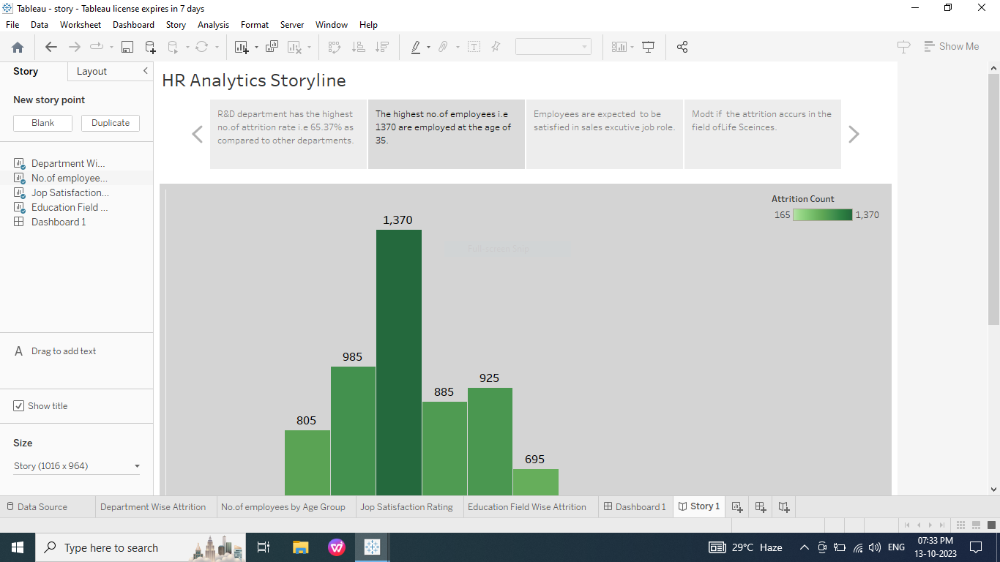 Tableau - story - Tableau license expires in 7 days
File Data Worksheet Dashboard Story Analysis Format Server Window Help
Show Me
Story Layout
New story point
Blank Duplicate
Department Wi...
No.of employee...
Jop Satisfaction...
Education Field ...
Dashboard 1
A Drag to add text
Show title
Size
Story (1016 x 964)
HR Analytics Storyline
R&D department has the highest
no.of attrition rate i.e 65.37% as
compared to other departments.
The highest no.of employees i.e
1370 are employed at the age of
35.
Employees are expected to be
satisfied in sales excutive job role.
Modt if the attrition accurs in the
field ofLife Sceinces.
Attrition Count
165 1,370
1,370
Full-screen Snip
985
925
885
805
695
Data Source Department Wise Attrition No.of employees by Age Group Jop Satisfaction Rating Education Field Wise Attrition Dashboard 1 Story 1
Type here to search
29°C Haze
ENG
07:33 PM
13-10-2023